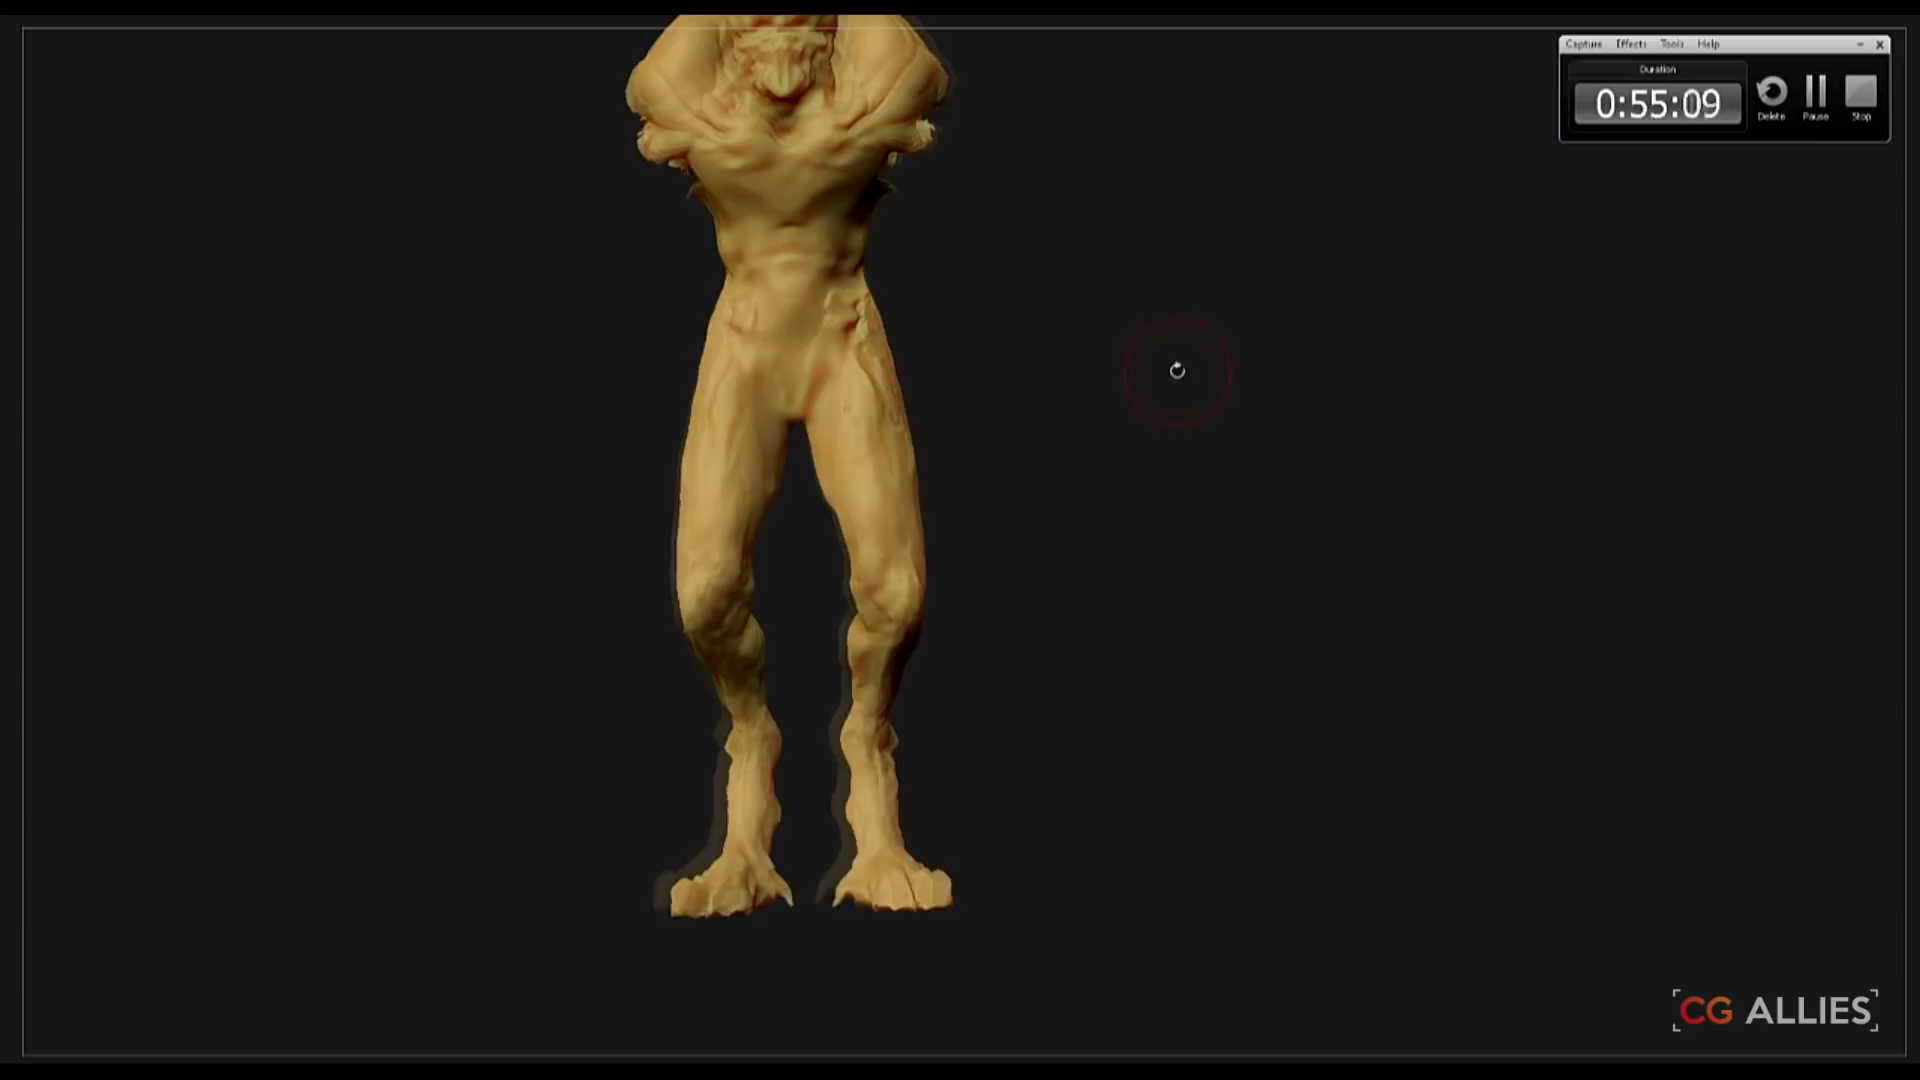 Capture Effects Tools Help
Duration
0:55:09
Delete Pause Stop
CG ALLIES